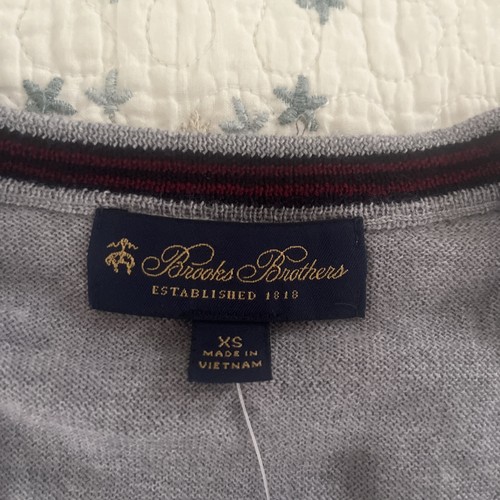 Brooks Brothers
ESTABLISHED 1818
XS
MADE IN
VIETNAM